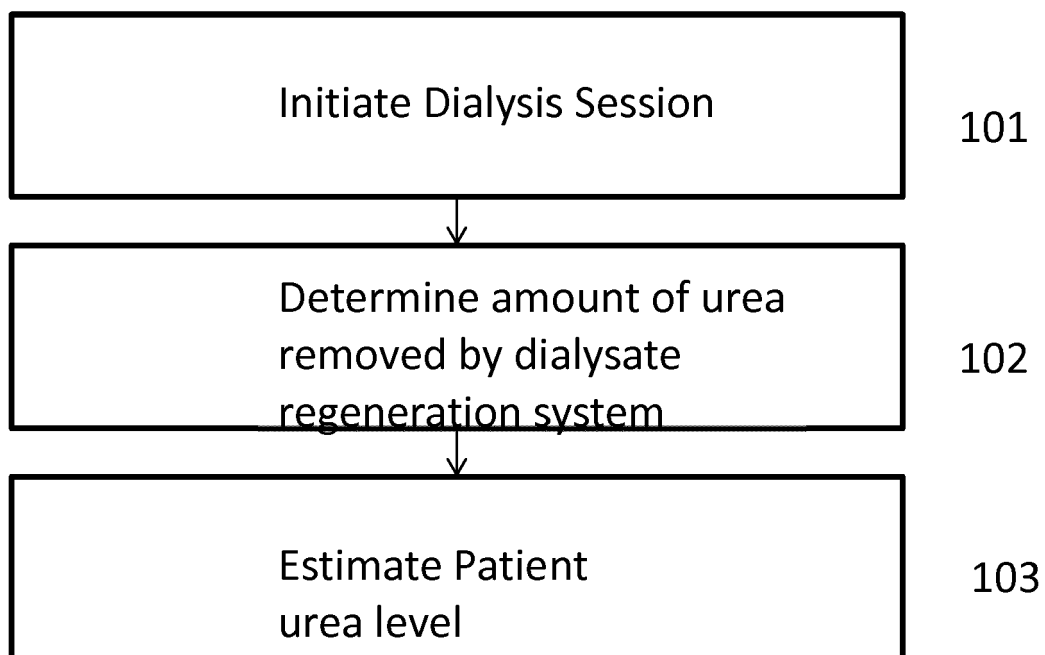 Initiate Dialysis Session
101
Determine amount of urea
removed by dialysate
102
regeneration system
Estimate Patient
103
urea level